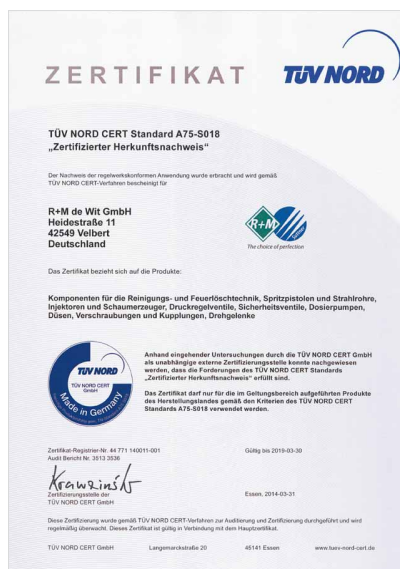 ZERTIFIKAT
TÜV NORD
TÜV NORD CERT Standard A75-S018
„Zertifizierter Herkunftsnachweis“
Der Nachweis der regelwerkskonformen Anwendung wurde erbracht und wird gemäß
TÜV NORD CERT-Verfahren bescheinigt für
R+M de Wit GmbH
Heidestraße 11
42549 Velbert
Deutschland
R+M
The choice of perfection
Das Zertifikat bezieht sich auf die Produkte:
Komponenten für die Reinigungs- und Feuerlöschtechnik, Spritzpistolen und Strahlrohre,
Injektoren und Schaumerzeuger, Druckregelventile, Sicherheitsventile, Dosierpumpen,
Düsen, Verschraubungen und Kupplungen, Drehgelenke
TÜV NORD
TÜV NORD CERT
GmbH
Made in Germany
Anhand eingehender Untersuchungen durch die TÜV NORD CERT GmbH
als unabhängige externe Zertifizierungsstelle konnte nachgewiesen
werden, dass die Forderungen des TÜV NORD CERT Standards
„Zertifizierter Herkunftsnachweis“ erfüllt sind.
Das Zertifikat darf nur für die im Geltungsbereich aufgeführten Produkte
des Herstellungslandes gemäß den Kriterien des TÜV NORD CERT
Standards A75-S018 verwendet werden.
Zertifikat-Registrier-Nr. 44 771 140011-001
Audit Bericht Nr. 3513 3536
Gültig bis 2019-03-30
Zertifizierungsstelle der
TÜV NORD CERT GmbH
Essen, 2014-03-31
Diese Zertifizierung wurde gemäß TÜV NORD CERT-Verfahren zur Auditierung und Zertifizierung durchgeführt und wird
regelmäßig überwacht. Dieses Zertifikat ist gültig in Verbindung mit dem Hauptzertifikat.
TÜV NORD CERT GmbH Langemarckstraße 20 45141 Essen www.tuev-nord-cert.de